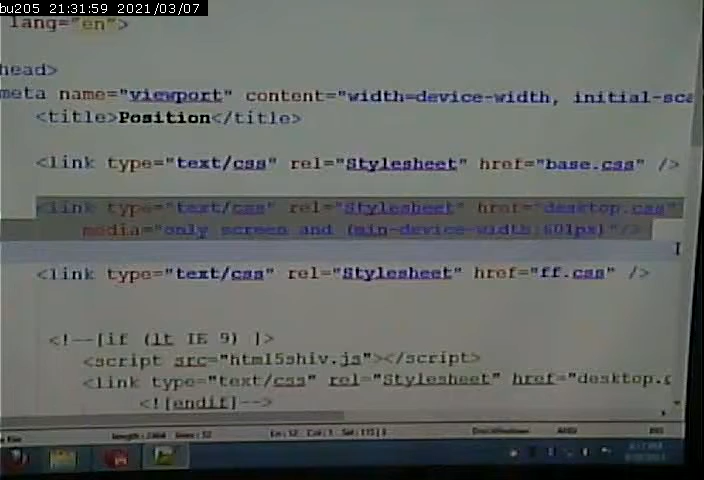 bu205 21:31:59 2021/03/07
lang="en">
head>
meta name="viewport" content="width=device-width, initial-sca
<title>Position</title>
<link type="text/css" rel="Stylesheet" href="base.css" />
<link type="text/css" rel="Stylesheet" href="desktop.css"
media="only screen and (min-device-width:601px)"/>
<link type="text/css" rel="Stylesheet" href="ff.css" />
<!--[if (lt IE 9) ]>
<script src="html5shiv.js"></script>
<link type="text/css" rel="Stylesheet" href="desktop.c
<![endif]-->